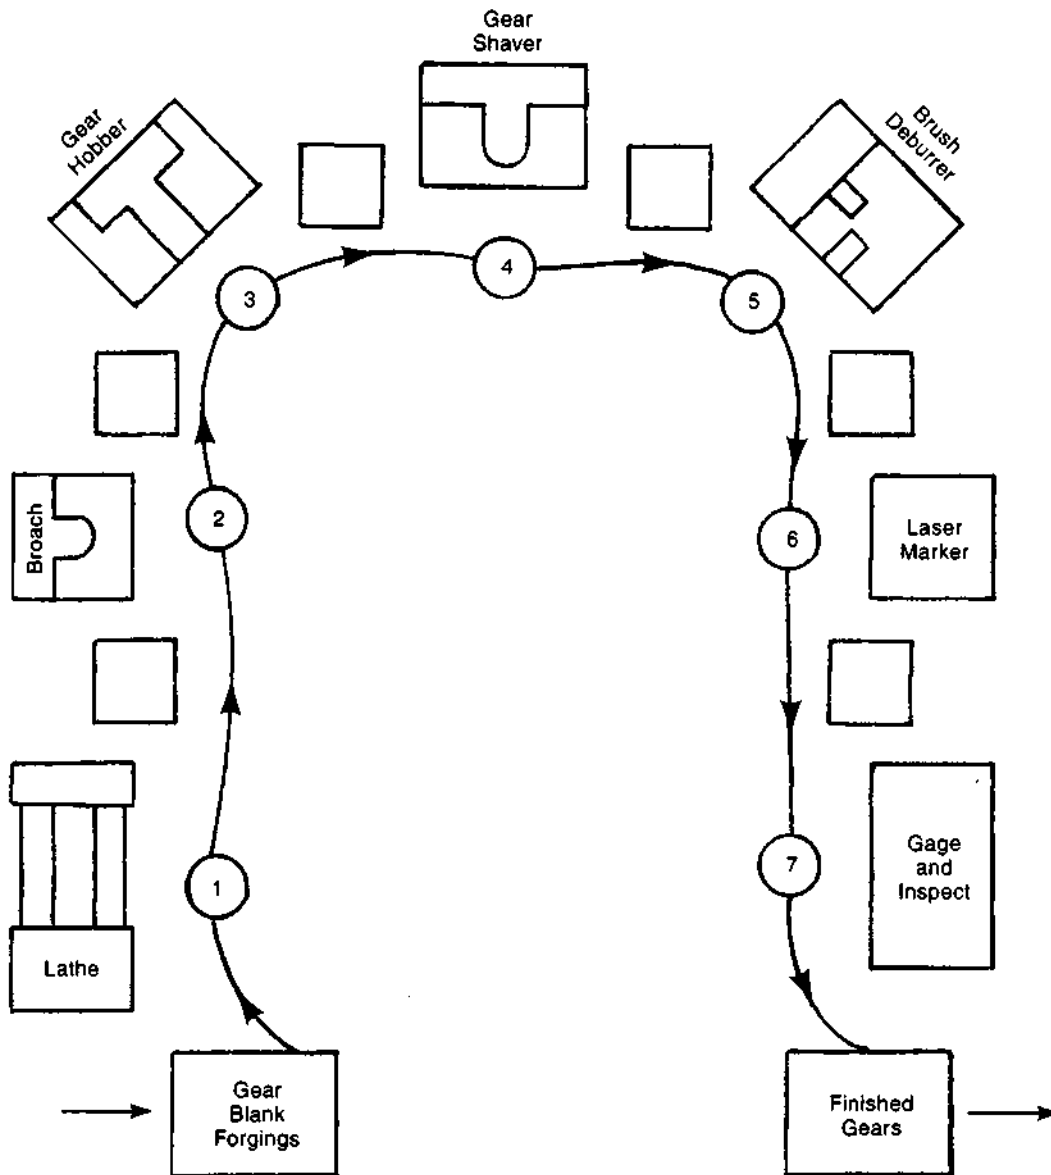 Gear
Shaver
Gear
Hobber
Brush
Deburrer
3
4
5
Broach
2
6
Laser
Marker
1
7
Gage
and
Inspect
Lathe
Gear
Blank
Forgings
Finished
Gears